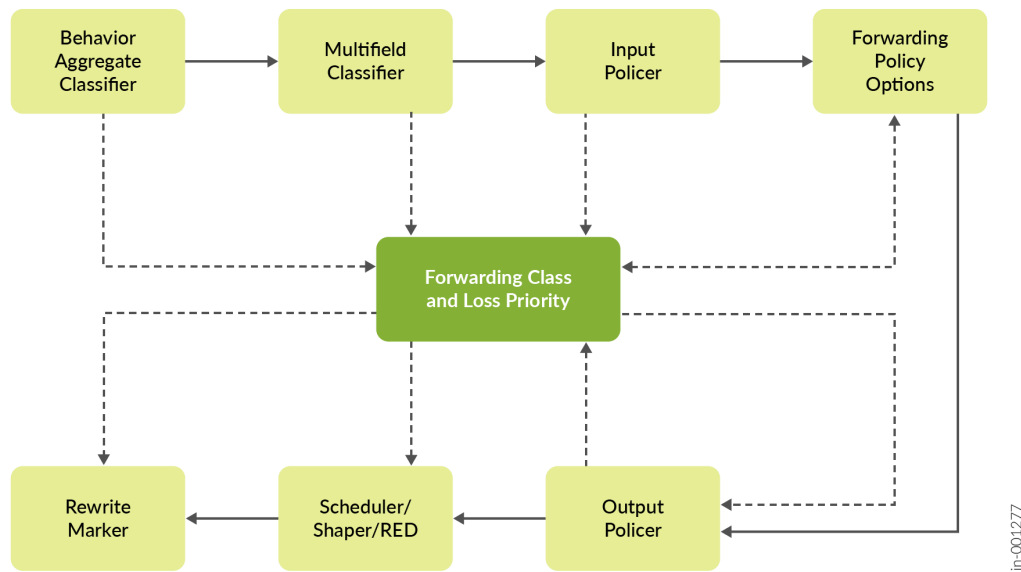 Behavior
Aggregate
Classifier
Multifield
Classifier
Input
Policer
Forwarding
Policy
Options
Forwarding Class
and Loss Priority
Rewrite
Marker
Scheduler/
Shaper/RED
Output
Policer
jn-001277